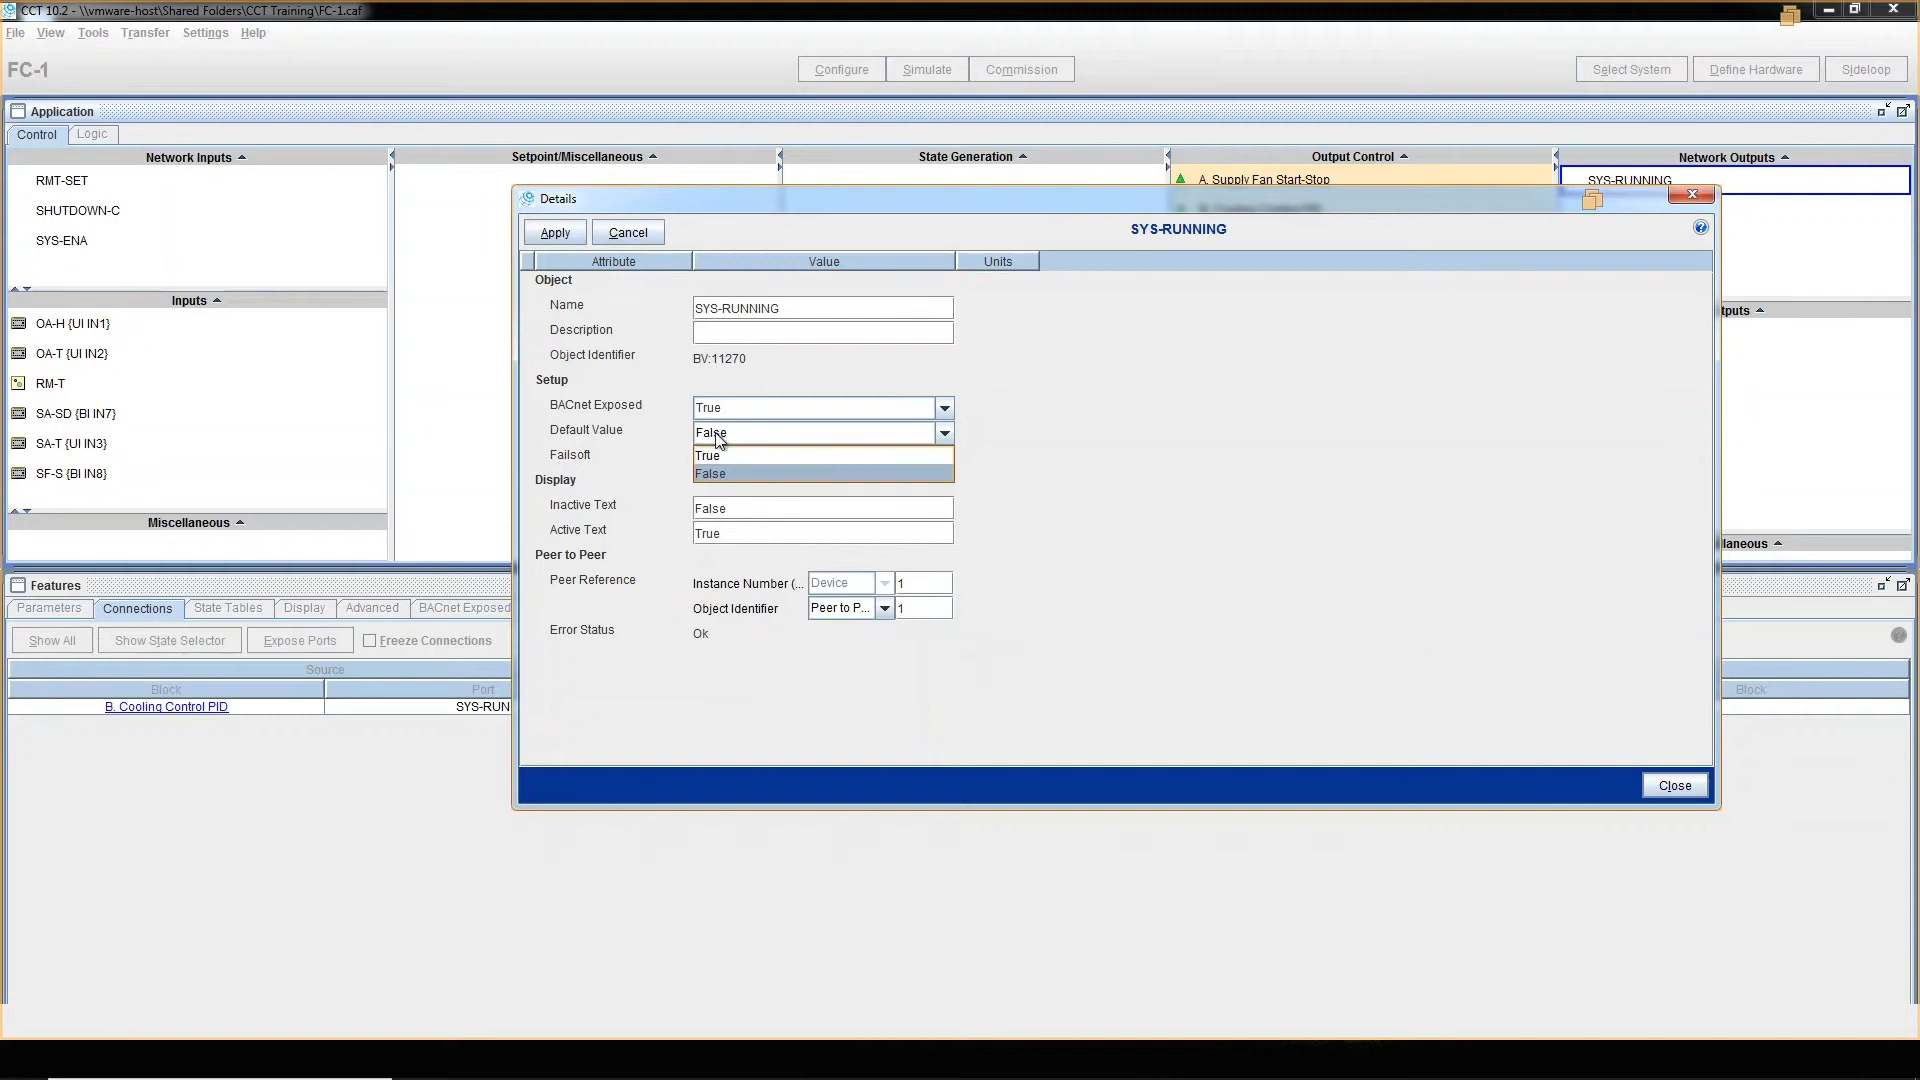 CCT 10.2 - \\vmware-host\Shared Folders\CCT Training\FC-1.caf
File View Tools Transfer Settings Help
FC-1
Configure Simulate Commission
Select System Define Hardware Sideloop
Application
Control Logic
Network Inputs Setpoint/Miscellaneous State Generation Output Control Network Outputs
RMT-SET
SHUTDOWN-C
SYS-ENA
A. Supply Fan Start-Stop
SYS-RUNNING
Inputs
OA-H {UI IN1}
OA-T {UI IN2}
RM-T
SA-SD {BI IN7}
SA-T {UI IN3}
SF-S {BI IN8}
Miscellaneous
tputs
laneous
Details
Apply Cancel
SYS-RUNNING
Attribute Value Units
Object
Name SYS-RUNNING
Description
Object Identifier BV:11270
Setup
BACnet Exposed True
Default Value False
Failsoft True
False
Display
Inactive Text False
Active Text True
Peer to Peer
Peer Reference Instance Number (... Device 1
Object Identifier Peer to P... 1
Error Status Ok
Close
Features
Parameters Connections State Tables Display Advanced BACnet Exposed
Show All Show State Selector Expose Ports Freeze Connections
Source
Block Port Block
B. Cooling Control PID SYS-RUN